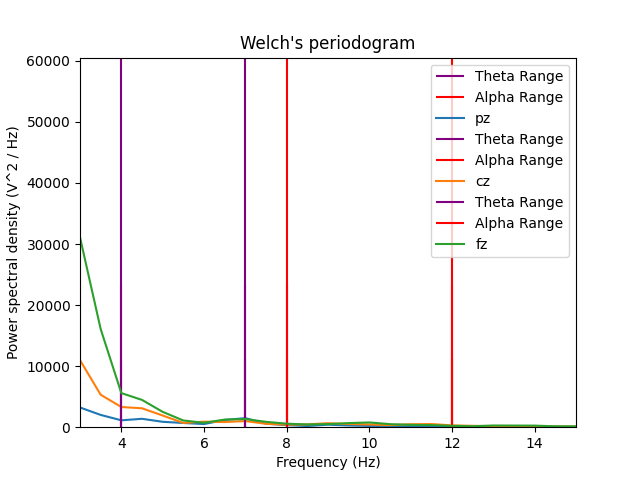 Welch's periodogram
60000
50000
40000
30000
20000
10000
0
Power spectral density (V^2 / Hz)
Theta Range
Alpha Range
pz
Theta Range
Alpha Range
cz
Theta Range
Alpha Range
fz
4
6
8
10
12
14
Frequency (Hz)